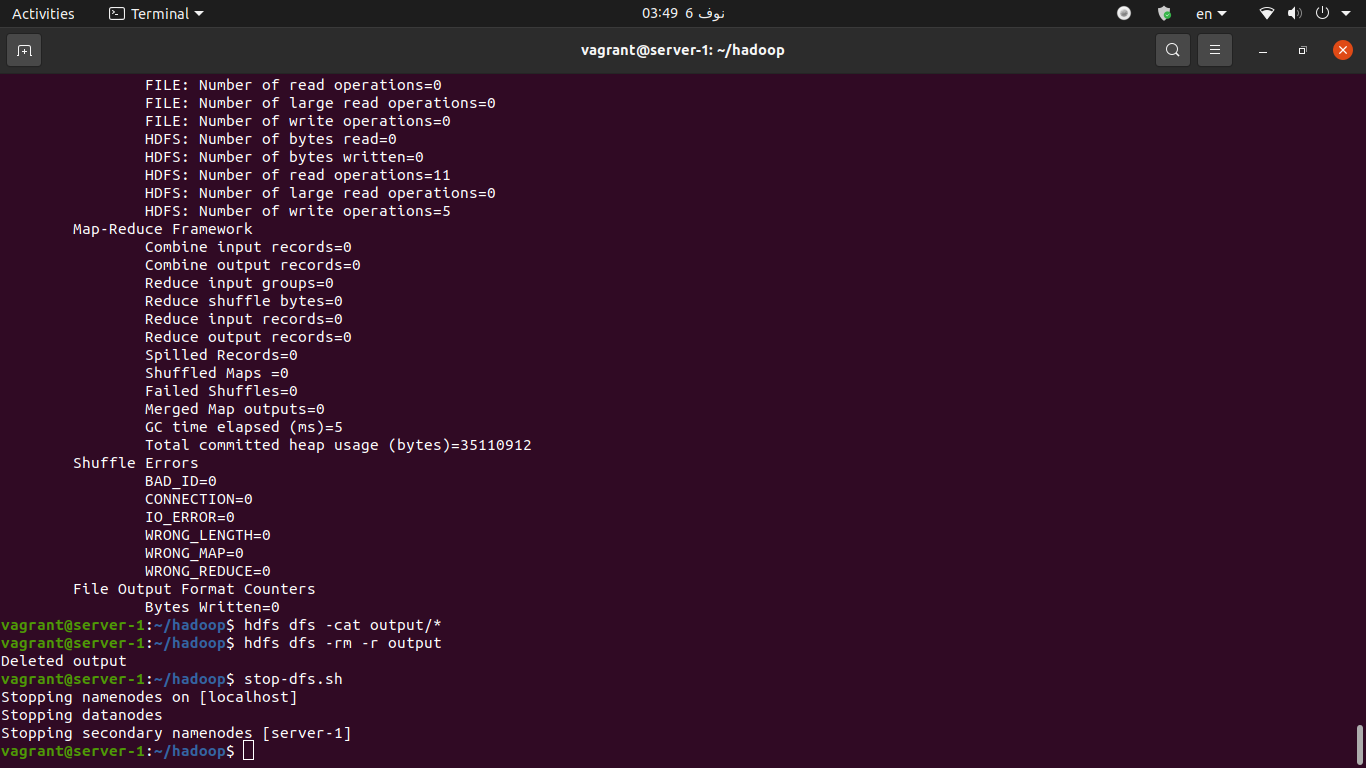 Activities Terminal 03:49 6 نوف en
vagrant@server-1: ~/hadoop
FILE: Number of read operations=0
FILE: Number of large read operations=0
FILE: Number of write operations=0
HDFS: Number of bytes read=0
HDFS: Number of bytes written=0
HDFS: Number of read operations=11
HDFS: Number of large read operations=0
HDFS: Number of write operations=5
Map-Reduce Framework
Combine input records=0
Combine output records=0
Reduce input groups=0
Reduce shuffle bytes=0
Reduce input records=0
Reduce output records=0
Spilled Records=0
Shuffled Maps =0
Failed Shuffles=0
Merged Map outputs=0
GC time elapsed (ms)=5
Total committed heap usage (bytes)=35110912
Shuffle Errors
BAD_ID=0
CONNECTION=0
IO_ERROR=0
WRONG_LENGTH=0
WRONG_MAP=0
WRONG_REDUCE=0
File Output Format Counters
Bytes Written=0
vagrant@server-1:~/hadoop$ hdfs dfs -cat output/*
vagrant@server-1:~/hadoop$ hdfs dfs -rm -r output
Deleted output
vagrant@server-1:~/hadoop$ stop-dfs.sh
Stopping namenodes on [localhost]
Stopping datanodes
Stopping secondary namenodes [server-1]
vagrant@server-1:~/hadoop$